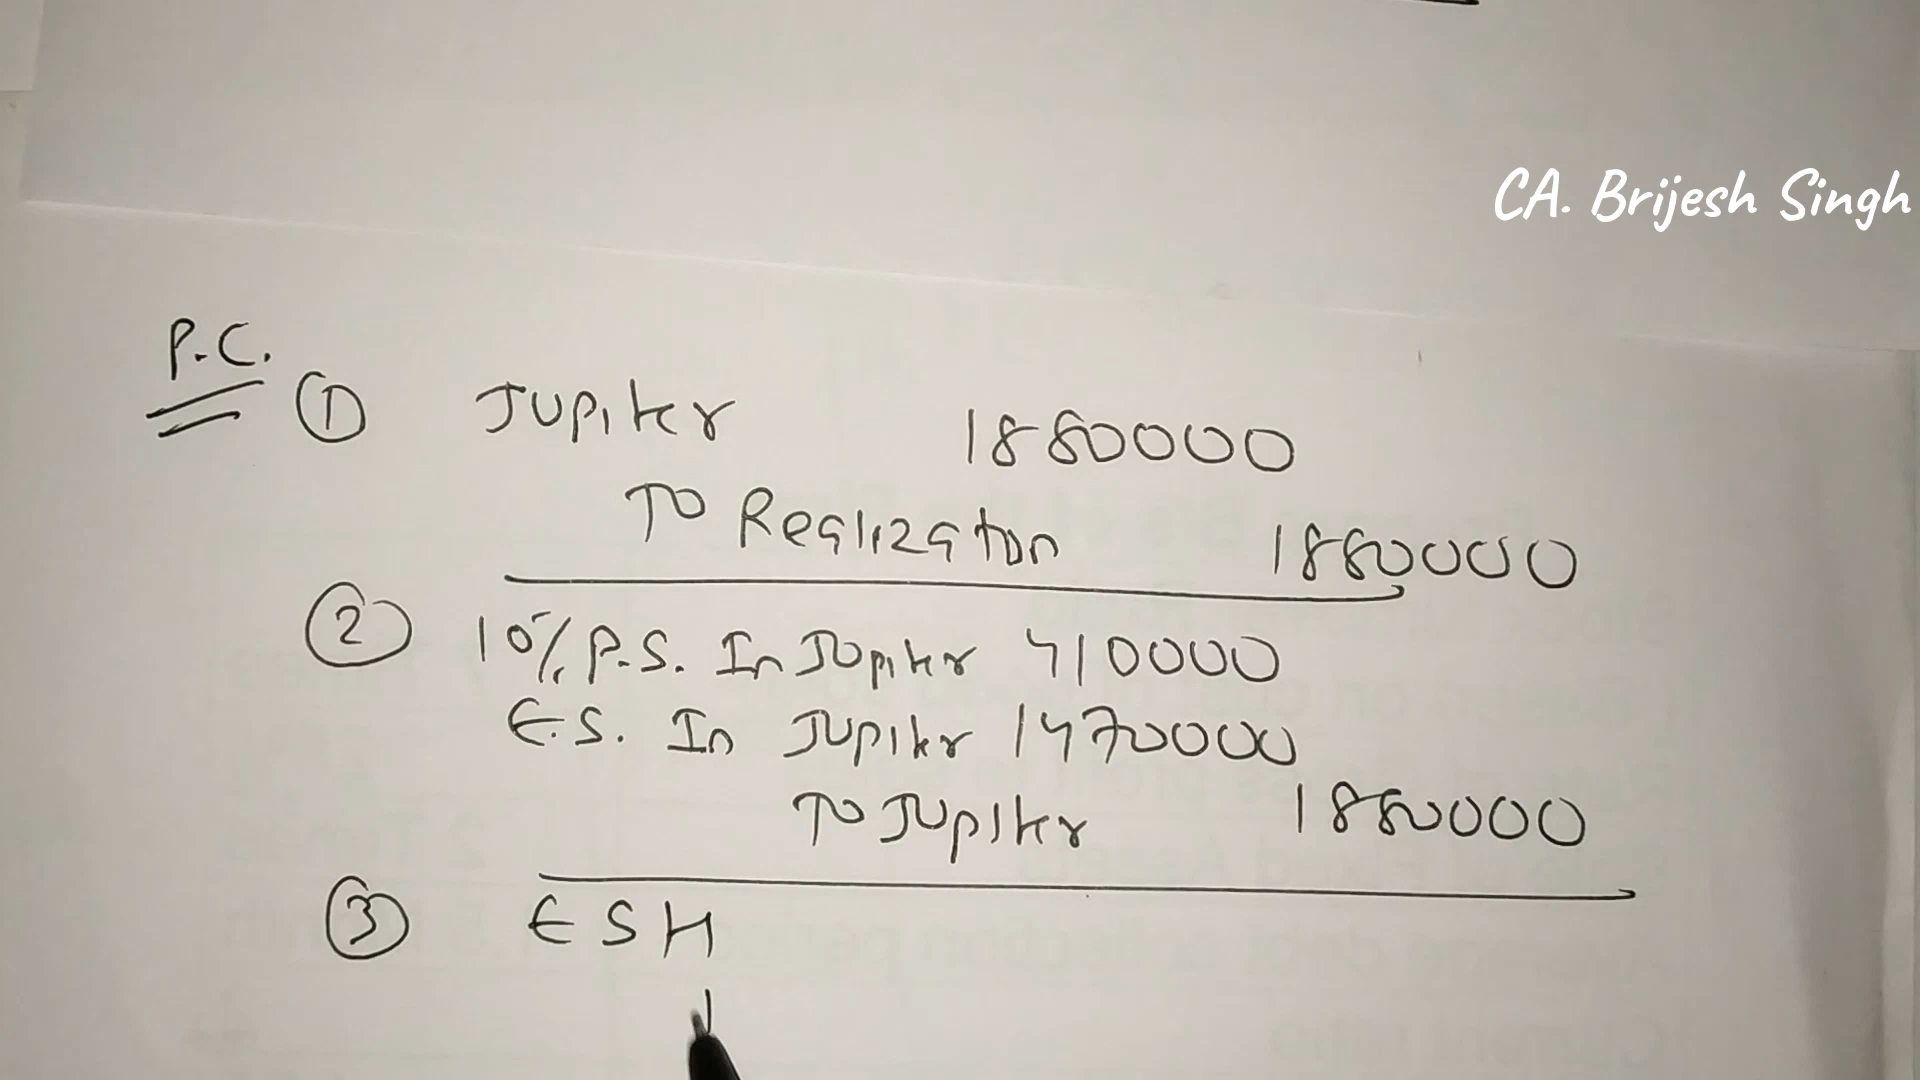 CA. Brijesh Singh
P.C.
① Jupiter 1880000
To Realization 1880000
② 10% P.S. In Jupiter 410000
E.S. In Jupiter 1470000
To Jupiter 1880000
③ ESH